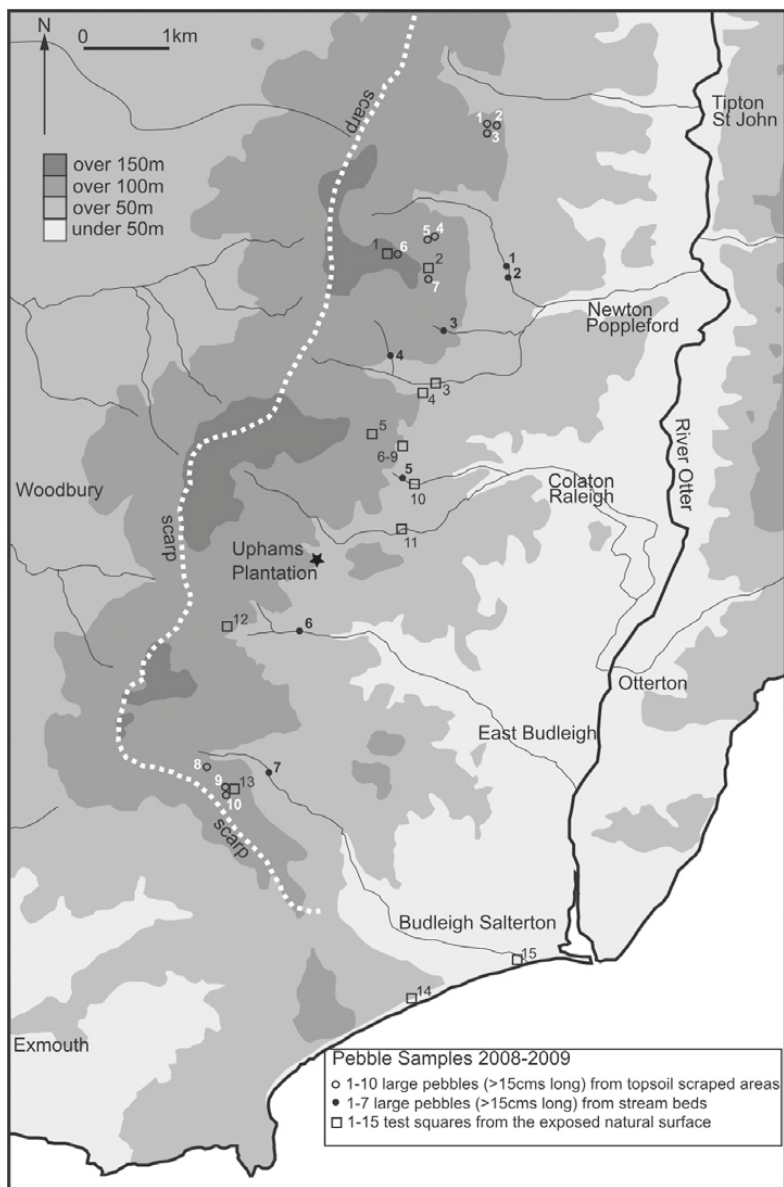 N
0 1km
scarp
Tipton
St John
1 2
3
over 150m
over 100m
over 50m
under 50m
5 4
1 6
2
7
1
2
Newton
Poppleford
3
4
3
4
River Otter
5
6-9
5
10
Woodbury
Colaton
Raleigh
scarp
11
Uphams
Plantation
12
6
Otterton
East Budleigh
8
7
9 13
10
scarp
Budleigh Salterton
15
14
Exmouth
Pebble Samples 2008-2009
1-10 large pebbles (>15cms long) from topsoil scraped areas
1-7 large pebbles (>15cms long) from stream beds
1-15 test squares from the exposed natural surface